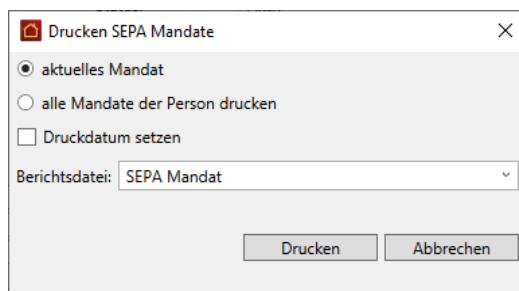 Drucken SEPA Mandate
aktuelles Mandat
alle Mandate der Person drucken
Druckdatum setzen
Berichtsdatei: SEPA Mandat
Drucken Abbrechen